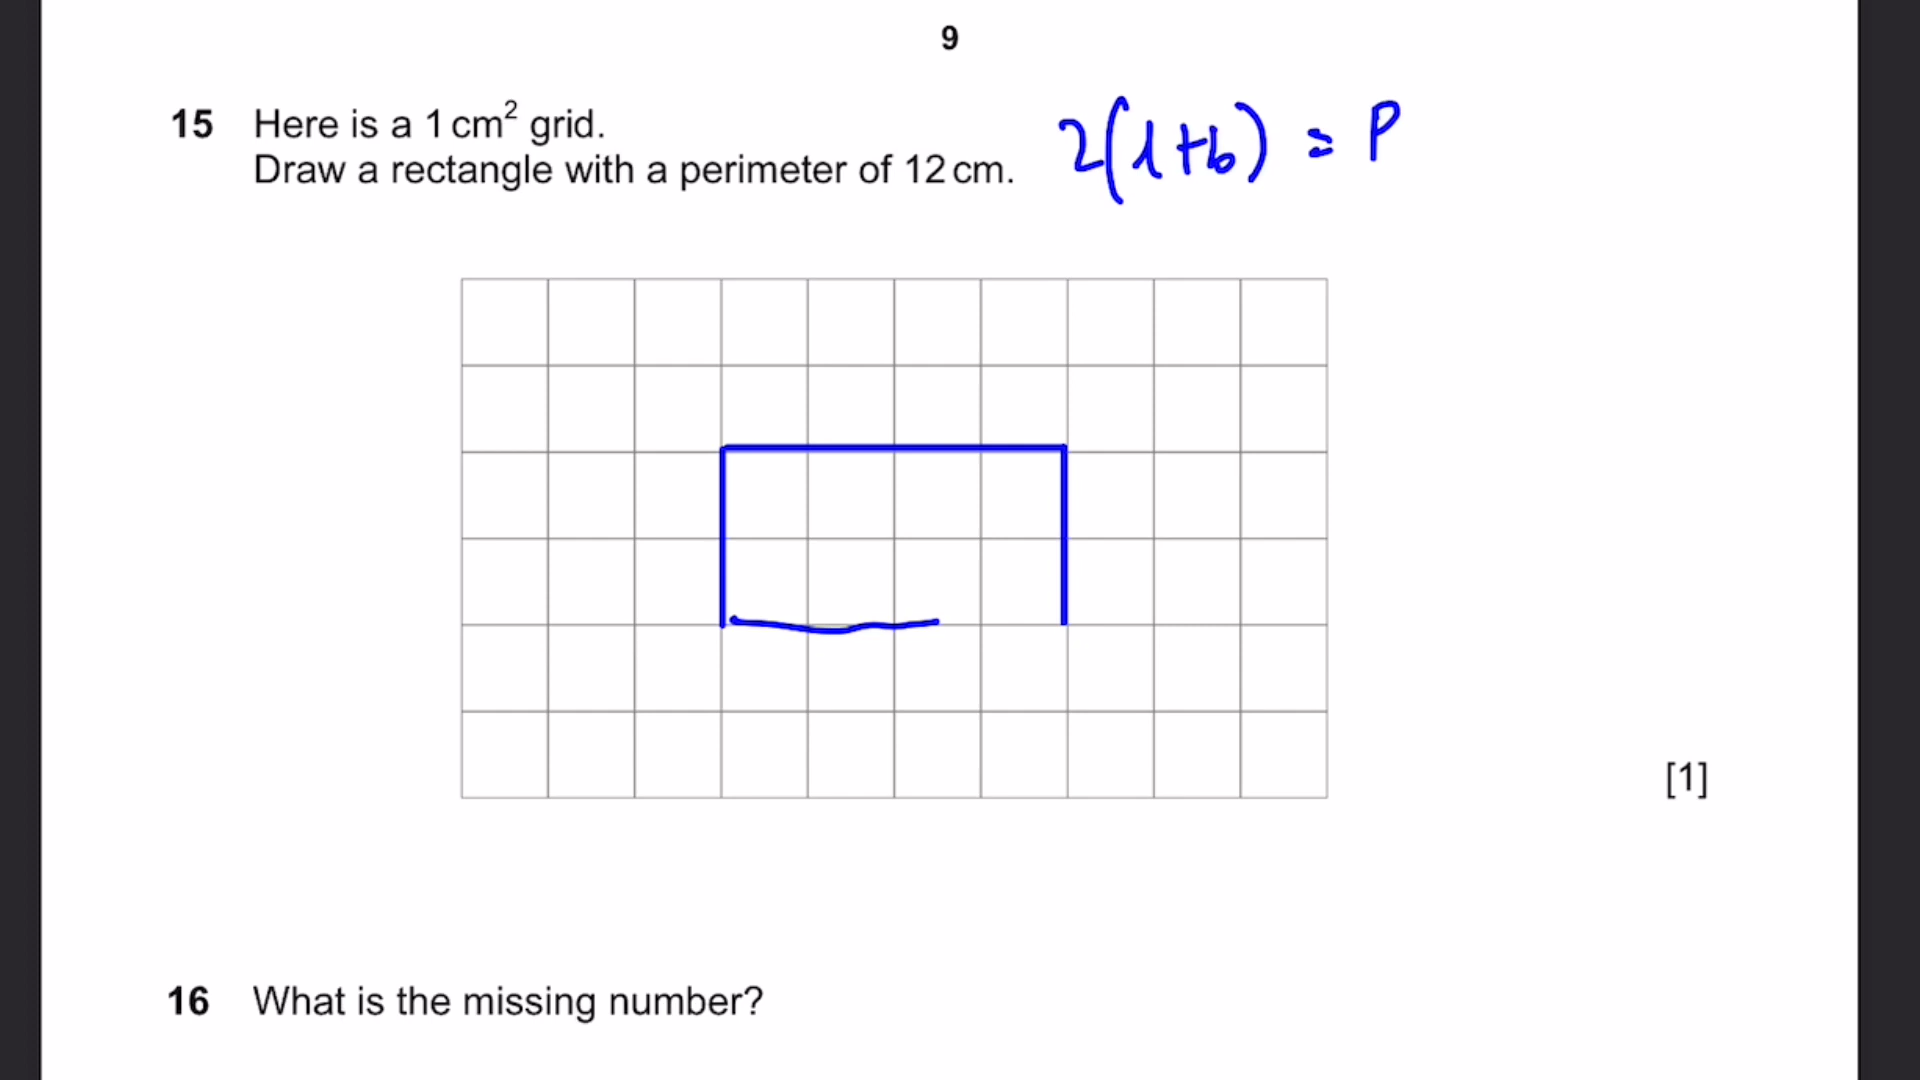 9
15 Here is a 1 cm² grid.
Draw a rectangle with a perimeter of 12 cm.
2(l+b) = P
[1]
16 What is the missing number?